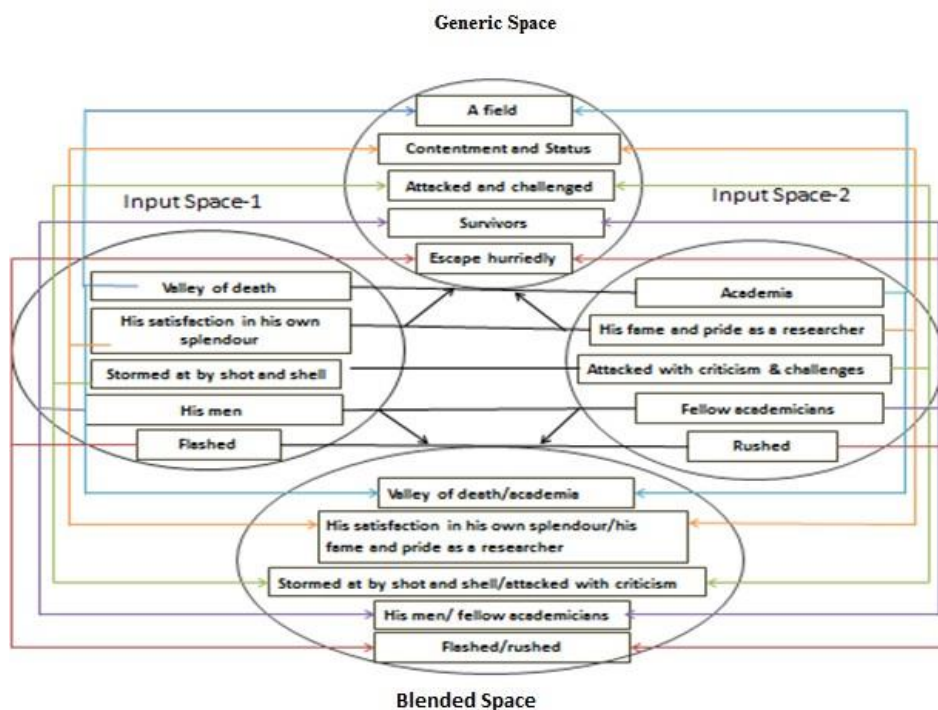 Generic Space
A field
Contentment and Status
Attacked and challenged
Input Space-1
Input Space-2
Survivors
Escape hurriedly
Valley of death
Academia
His satisfaction in his own
splendour
His fame and pride as a researcher
Stormed at by shot and shell
Attacked with criticism & challenges
His men
Fellow academicians
Flashed
Rushed
Valley of death/academia
His satisfaction in his own splendour/his
fame and pride as a researcher
Stormed at by shot and shell/attacked with criticism
His men/ fellow academicians
Flashed/rushed
Blended Space